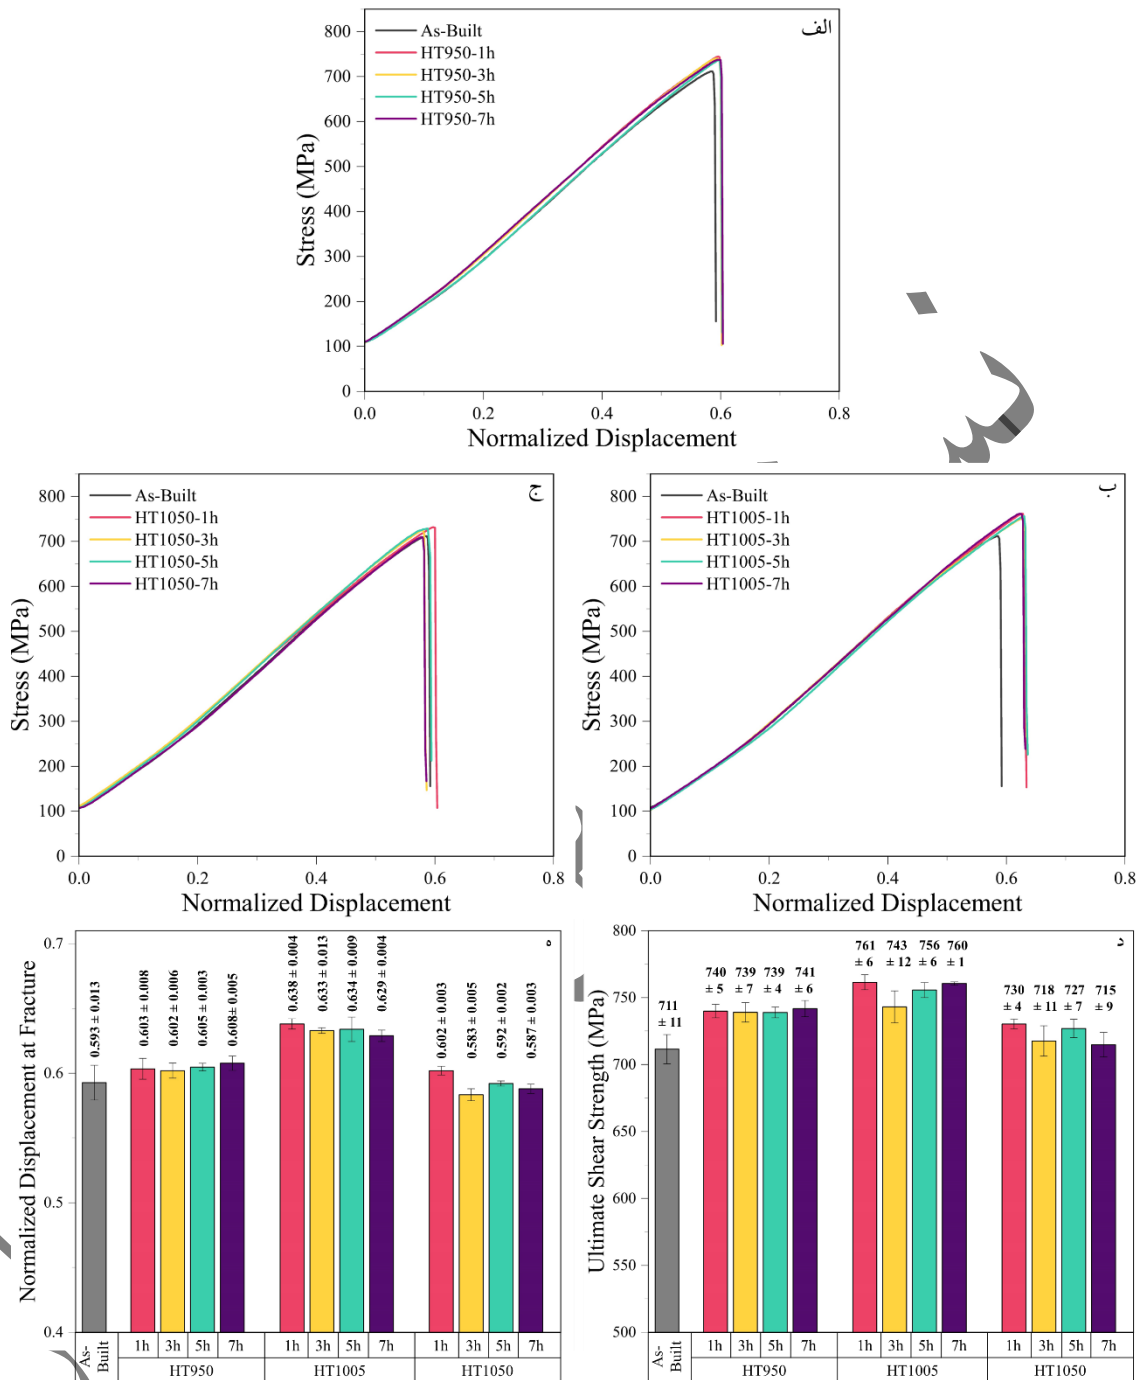 الف
As-Built
HT950-1h
HT950-3h
HT950-5h
HT950-7h
800
700
600
500
400
300
200
100
0
Stress (MPa)
0.0 0.2 0.4 0.6 0.8
Normalized Displacement
ب
As-Built
HT1005-1h
HT1005-3h
HT1005-5h
HT1005-7h
800
700
600
500
400
300
200
100
0
Stress (MPa)
0.0 0.2 0.4 0.6 0.8
Normalized Displacement
ج
As-Built
HT1050-1h
HT1050-3h
HT1050-5h
HT1050-7h
800
700
600
500
400
300
200
100
0
Stress (MPa)
0.0 0.2 0.4 0.6 0.8
Normalized Displacement
د
800
750
700
650
600
550
500
Ultimate Shear Strength (MPa)
711 ± 11
740 ± 5
739 ± 7
739 ± 4
741 ± 6
761 ± 6
743 ± 12
756 ± 6
760 ± 1
730 ± 4
718 ± 11
727 ± 7
715 ± 9
As-Built
1h 3h 5h 7h 1h 3h 5h 7h 1h 3h 5h 7h
HT950 HT1005 HT1050
ه
0.7
0.6
0.5
0.4
Normalized Displacement at Fracture
0.593 ± 0.013
0.603 ± 0.008
0.602 ± 0.006
0.605 ± 0.003
0.608± 0.005
0.638 ± 0.004
0.633 ± 0.013
0.634 ± 0.009
0.629 ± 0.004
0.602 ± 0.003
0.583 ± 0.005
0.592 ± 0.002
0.587 ± 0.003
As-Built
1h 3h 5h 7h 1h 3h 5h 7h 1h 3h 5h 7h
HT950 HT1005 HT1050